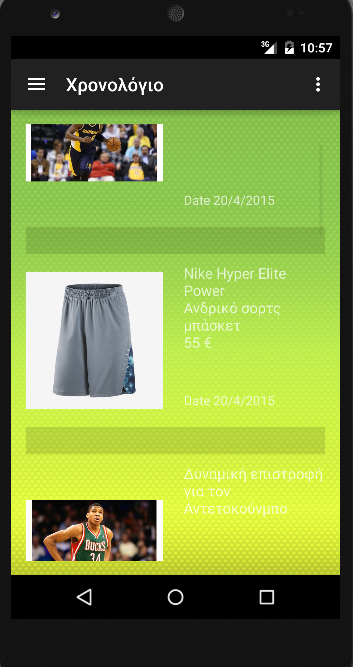 3G
10:57
Χρονολόγιο
Date 20/4/2015
Nike Hyper Elite
Power
Ανδρικό σορτς
μπάσκετ
55 €
Date 20/4/2015
Δυναμική επιστροφή
για τον
Αντετοκούνμπο
BUCKS
34